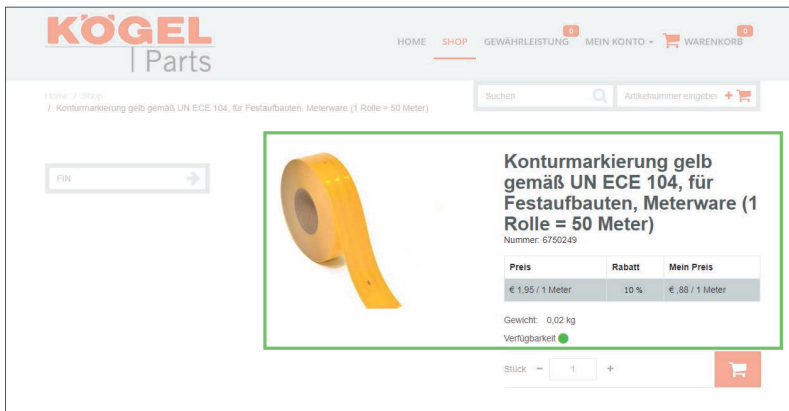 KÖGEL
Parts
HOME SHOP GEWÄHRLEISTUNG 0 MEIN KONTO WARENKORB 0
Home / Shop
/ Konturmarkierung gelb gemäß UN ECE 104, für Festaufbauten, Meterware (1 Rolle = 50 Meter)
Suchen
Artikelnummer eingeben +
FIN
Konturmarkierung gelb
gemäß UN ECE 104, für
Festaufbauten, Meterware (1
Rolle = 50 Meter)
Nummer: 6750249
Preis Rabatt Mein Preis
€ 1,95 / 1 Meter 10 % € ,88 / 1 Meter
Gewicht: 0,02 kg
Verfügbarkeit
Stück − 1 +